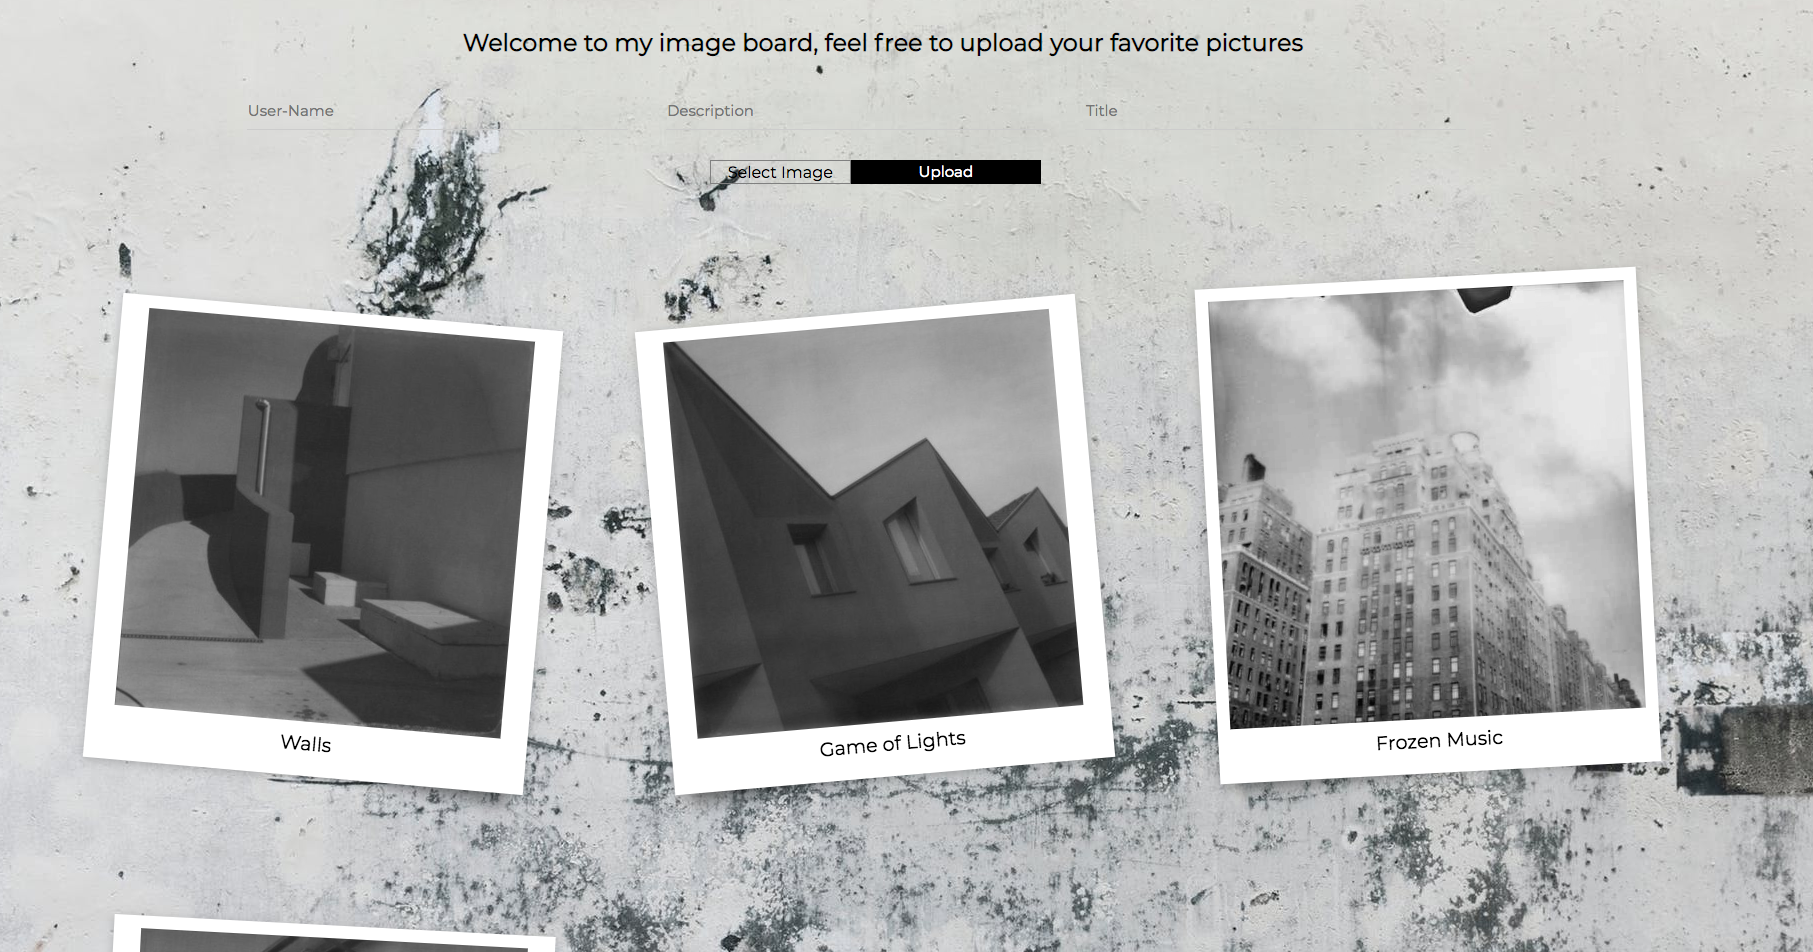 Welcome to my image board, feel free to upload your favorite pictures
User-Name
Description
Title
Select Image
Upload
Walls
Game of Lights
Frozen Music